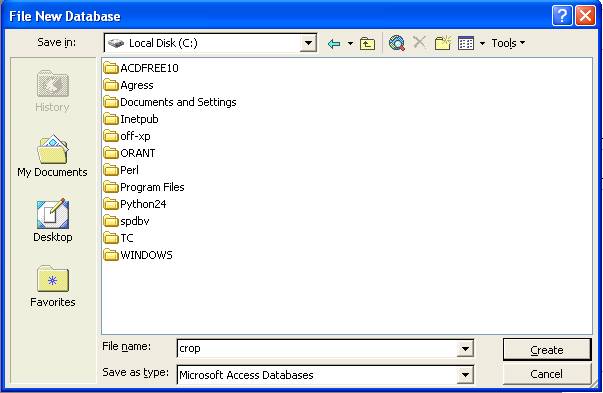 File New Database
Save in: Local Disk (C:) Tools
History
My Documents
Desktop
Favorites
ACDFREE10
Agress
Documents and Settings
Inetpub
off-xp
ORANT
Perl
Program Files
Python24
spdbv
TC
WINDOWS
File name: crop Create
Save as type: Microsoft Access Databases Cancel